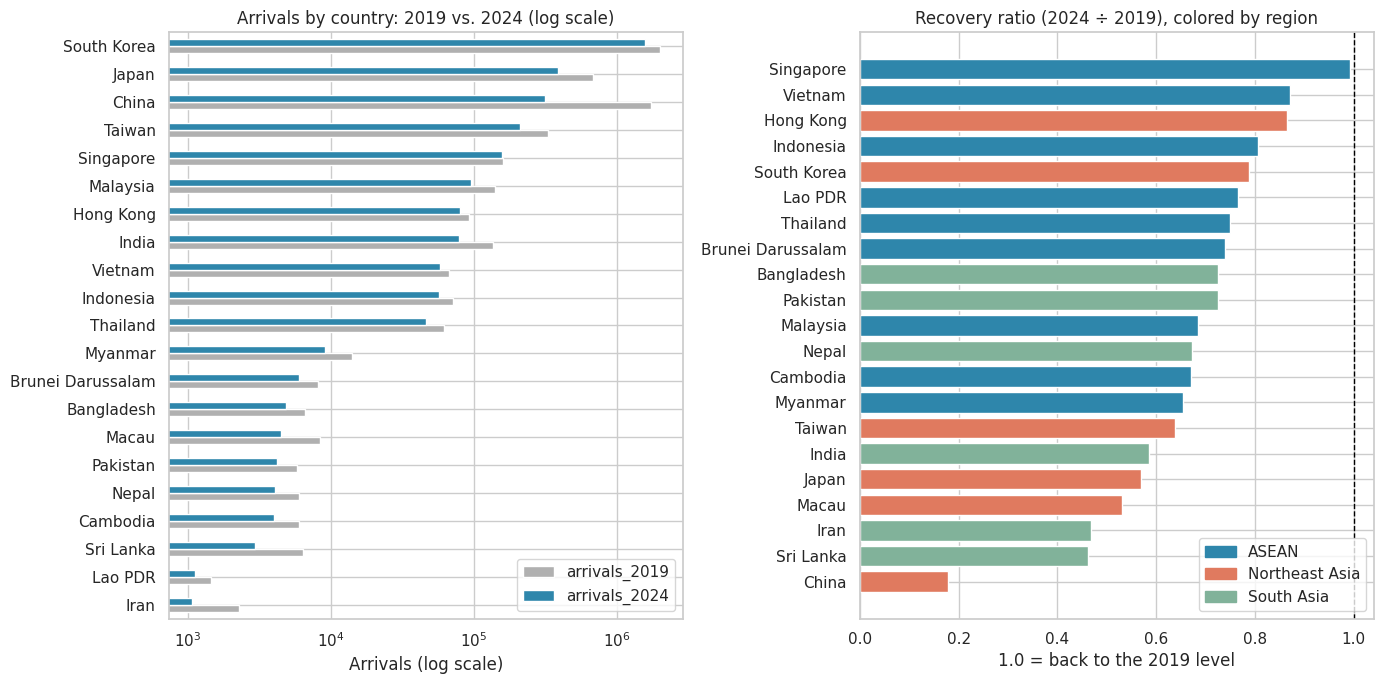 Arrivals by country: 2019 vs. 2024 (log scale)
South Korea
Japan
China
Taiwan
Singapore
Malaysia
Hong Kong
India
Vietnam
Indonesia
Thailand
Myanmar
Brunei Darussalam
Bangladesh
Macau
Pakistan
Nepal
Cambodia
Sri Lanka
Lao PDR
Iran
arrivals_2019
arrivals_2024
10³ 10⁴ 10⁵ 10⁶
Arrivals (log scale)
Recovery ratio (2024 ÷ 2019), colored by region
Singapore
Vietnam
Hong Kong
Indonesia
South Korea
Lao PDR
Thailand
Brunei Darussalam
Bangladesh
Pakistan
Malaysia
Nepal
Cambodia
Myanmar
Taiwan
India
Japan
Macau
Iran
Sri Lanka
China
ASEAN
Northeast Asia
South Asia
0.0 0.2 0.4 0.6 0.8 1.0
1.0 = back to the 2019 level